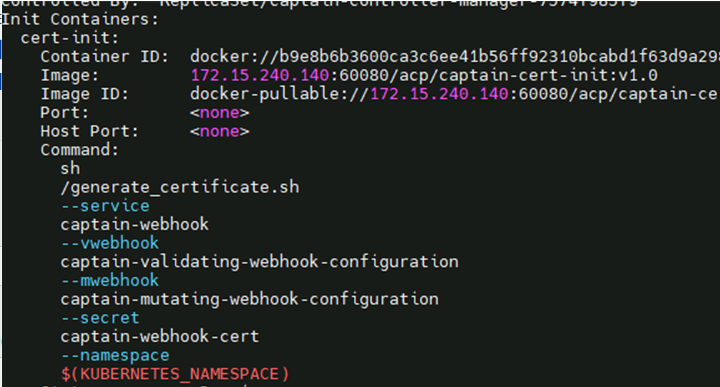 Controlled By: ReplicaSet/captain-controller-manager-7574f985f9
Init Containers:
cert-init:
Container ID: docker://b9e8b6b3600ca3c6ee41b56ff92310bcabd1f63d9a298
Image: 172.15.240.140:60080/acp/captain-cert-init:v1.0
Image ID: docker-pullable://172.15.240.140:60080/acp/captain-ce
Port: <none>
Host Port: <none>
Command:
sh
/generate_certificate.sh
--service
captain-webhook
--vwebhook
captain-validating-webhook-configuration
--mwebhook
captain-mutating-webhook-configuration
--secret
captain-webhook-cert
--namespace
$(KUBERNETES_NAMESPACE)